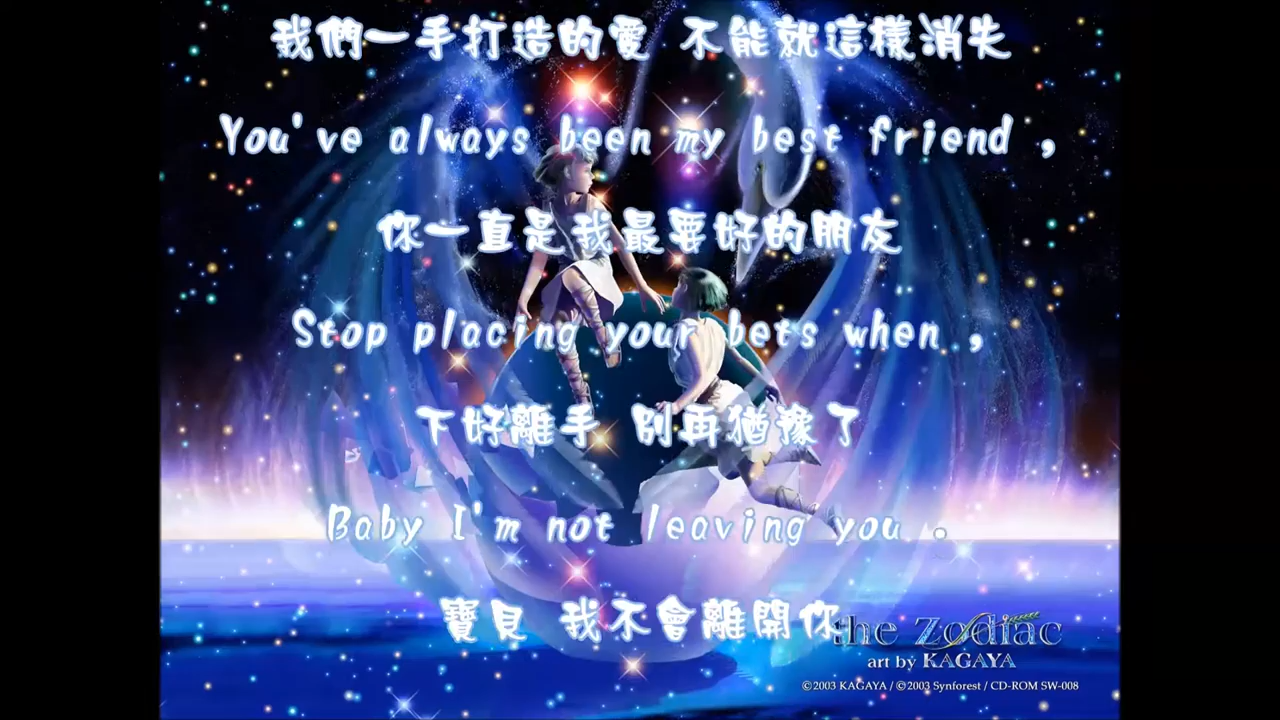 我們一手打造的愛 不能就這樣消失
You've always been my best friend ,
你一直是我最要好的朋友
Stop placing your bets when ,
下好離手 別再猶豫了
Baby I'm not leaving you .
寶貝 我不會離開你
the Zodiac
art by KAGAYA
©2003 KAGAYA / ©2003 Synforest / CD-ROM SW-008